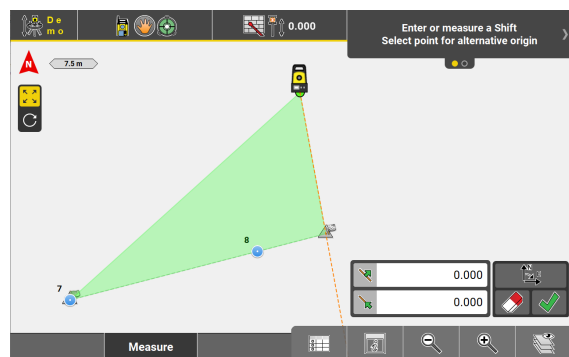 De
mo
0.000
Enter or measure a Shift
Select point for alternative origin
N
7.5 m
8
7
0.000
0.000
Measure